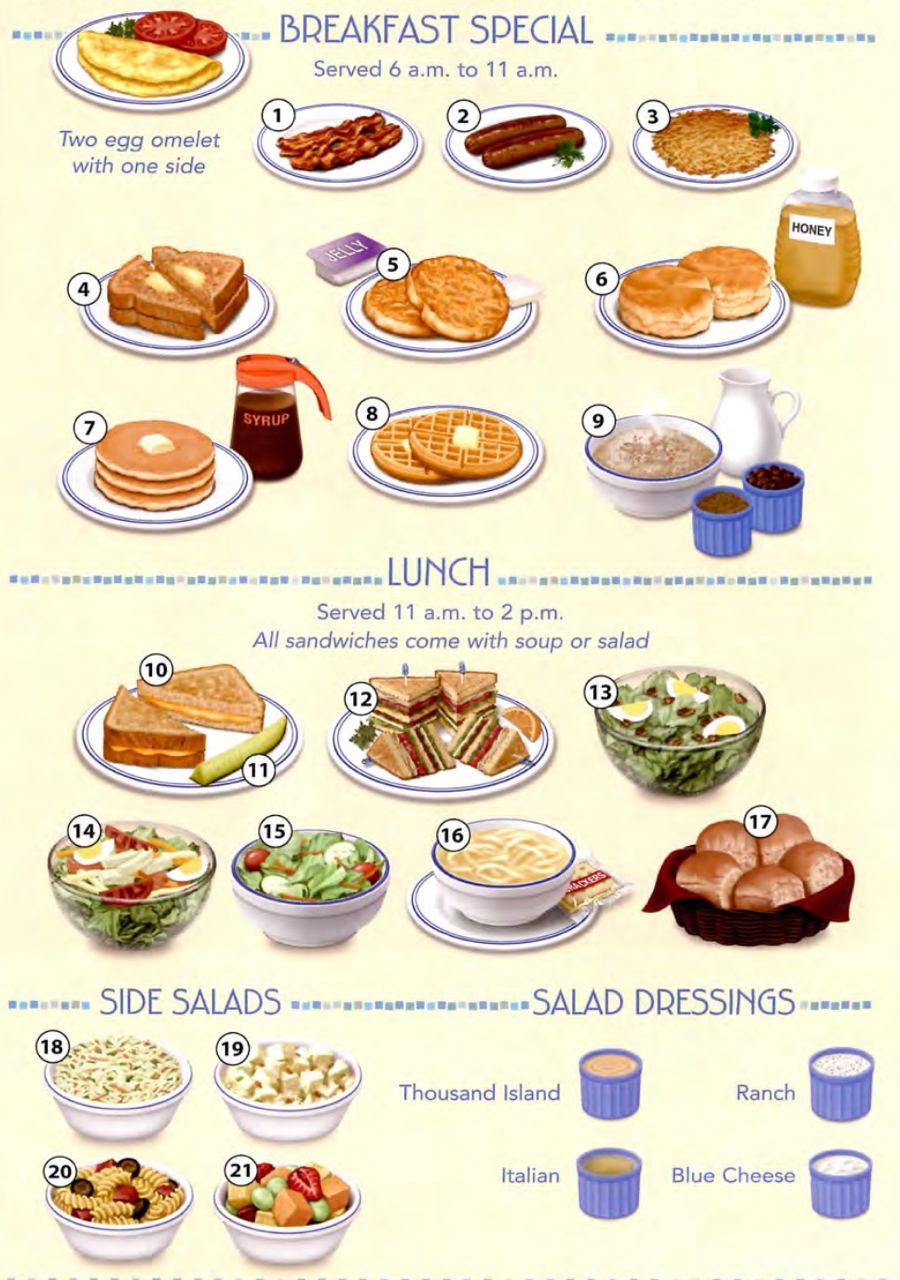 BREAKFAST SPECIAL
Served 6 a.m. to 11 a.m.
Two egg omelet
with one side
1
2
3
HONEY
4
JELLY
5
6
7
SYRUP
8
9
LUNCH
Served 11 a.m. to 2 p.m.
All sandwiches come with soup or salad
10
11
12
13
14
15
16
CRACKERS
17
SIDE SALADS
SALAD DRESSINGS
18
19
Thousand Island
Ranch
20
21
Italian
Blue Cheese